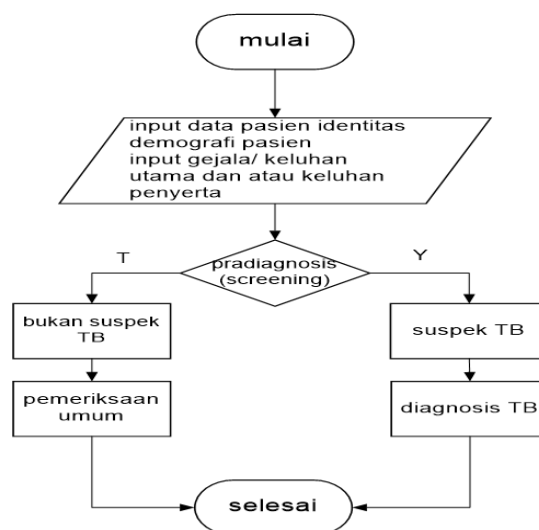 mulai
input data pasien identitas
demografi pasien
input gejala/ keluhan
utama dan atau keluhan
penyerta
pradiagnosis
(screening)
T
Y
bukan suspek
TB
suspek TB
pemeriksaan
umum
diagnosis TB
selesai